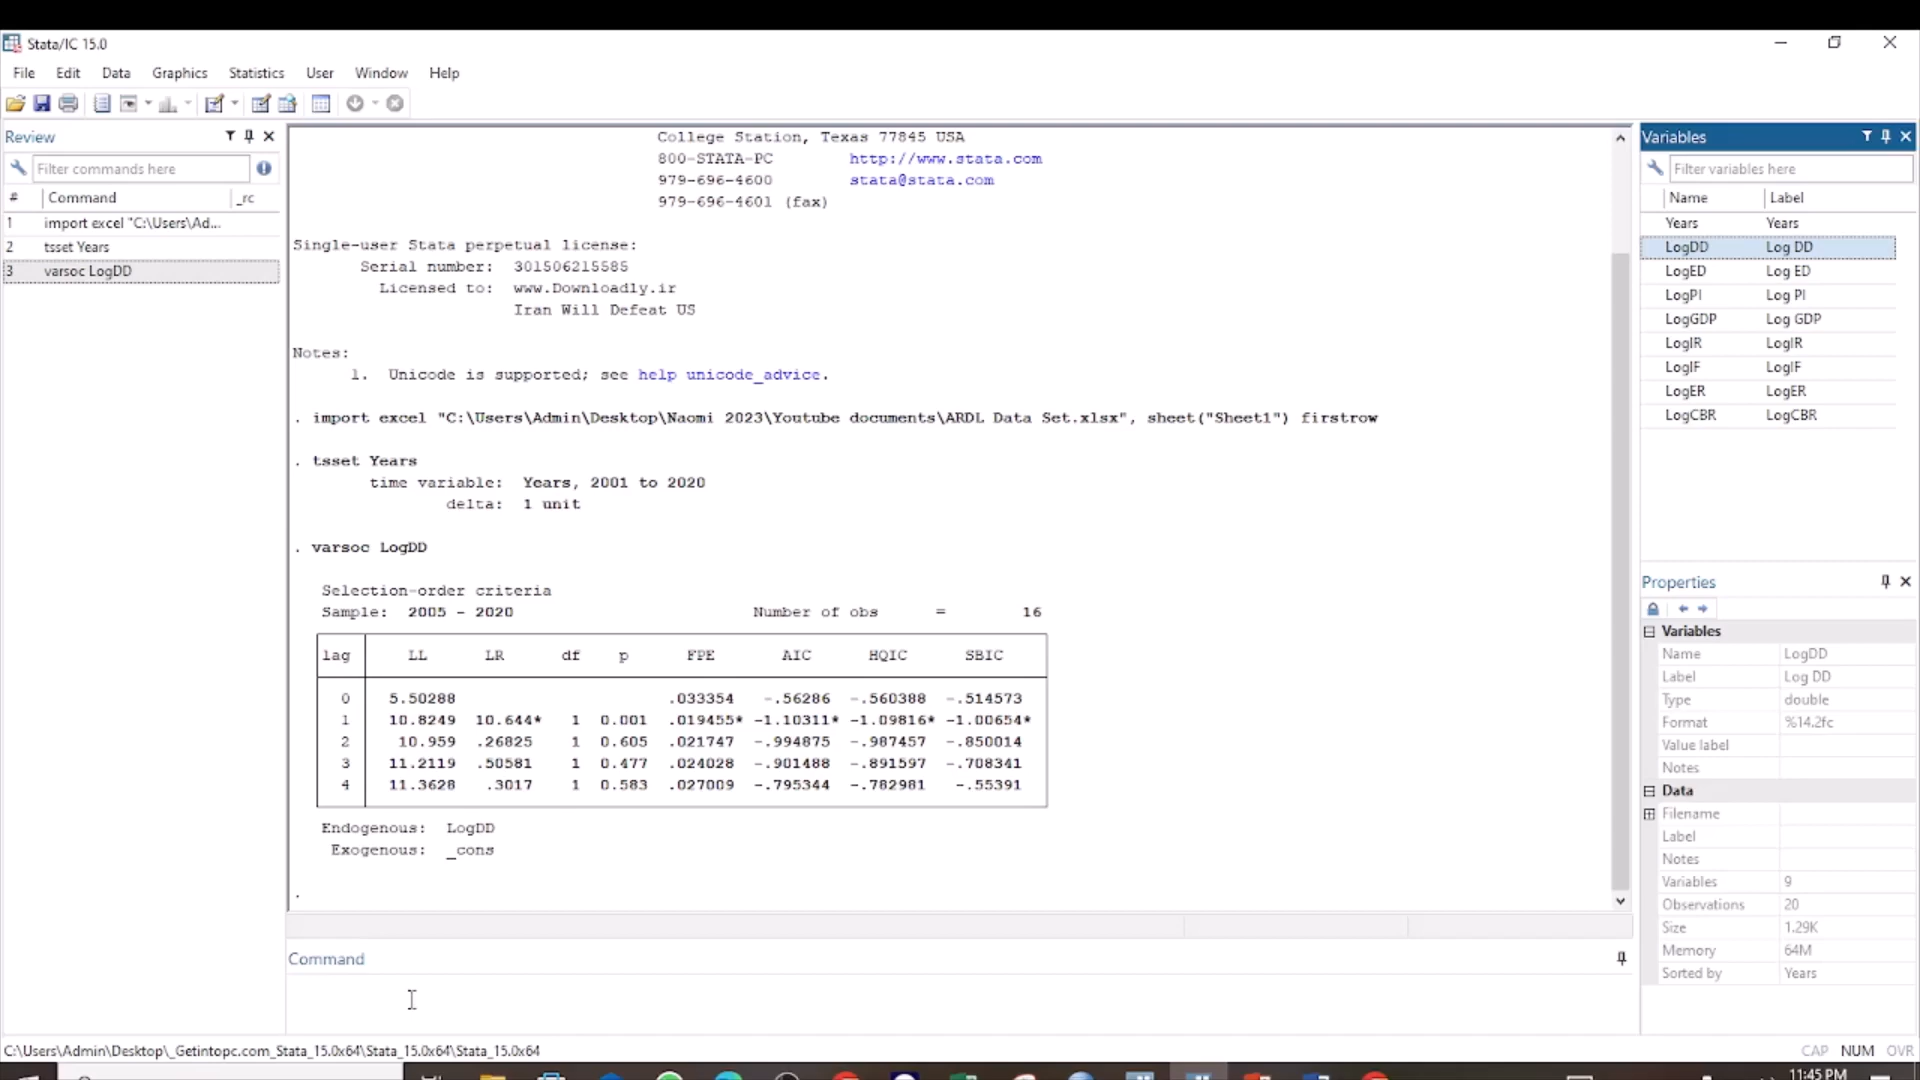 Stata/IC 15.0
File Edit Data Graphics Statistics User Window Help
Review
Filter commands here
# Command _rc
1 import excel "C:\Users\Ad...
2 tsset Years
3 varsoc LogDD
College Station, Texas 77845 USA
800-STATA-PC http://www.stata.com
979-696-4600 stata@stata.com
979-696-4601 (fax)
Single-user Stata perpetual license:
Serial number: 301506215585
Licensed to: www.Downloadly.ir
Iran Will Defeat US
Notes:
1. Unicode is supported; see help unicode_advice.
. import excel "C:\Users\Admin\Desktop\Naomi 2023\Youtube documents\ARDL Data Set.xlsx", sheet("Sheet1") firstrow
. tsset Years
time variable: Years, 2001 to 2020
delta: 1 unit
. varsoc LogDD
Selection-order criteria
Sample: 2005 - 2020 Number of obs = 16
lag LL LR df p FPE AIC HQIC SBIC
0 5.50288 .033354 -.56286 -.560388 -.514573
1 10.8249 10.644* 1 0.001 .019455* -1.10311* -1.09816* -1.00654*
2 10.959 .26825 1 0.605 .021747 -.994875 -.987457 -.850014
3 11.2119 .50581 1 0.477 .024028 -.901488 -.891597 -.708341
4 11.3628 .3017 1 0.583 .027009 -.795344 -.782981 -.55391
Endogenous: LogDD
Exogenous: _cons
.
Command
Variables
Filter variables here
Name Label
Years Years
LogDD Log DD
LogED Log ED
LogPI Log PI
LogGDP Log GDP
LogIR LogIR
LogIF LogIF
LogER LogER
LogCBR LogCBR
Properties
Variables
Name LogDD
Label Log DD
Type double
Format %14.2fc
Value label
Notes
Data
Filename
Label
Notes
Variables 9
Observations 20
Size 1.29K
Memory 64M
Sorted by Years
C:\Users\Admin\Desktop\_Getintopc.com_Stata_15.0x64\Stata_15.0x64\Stata_15.0x64
CAP NUM OVR
11:45 PM